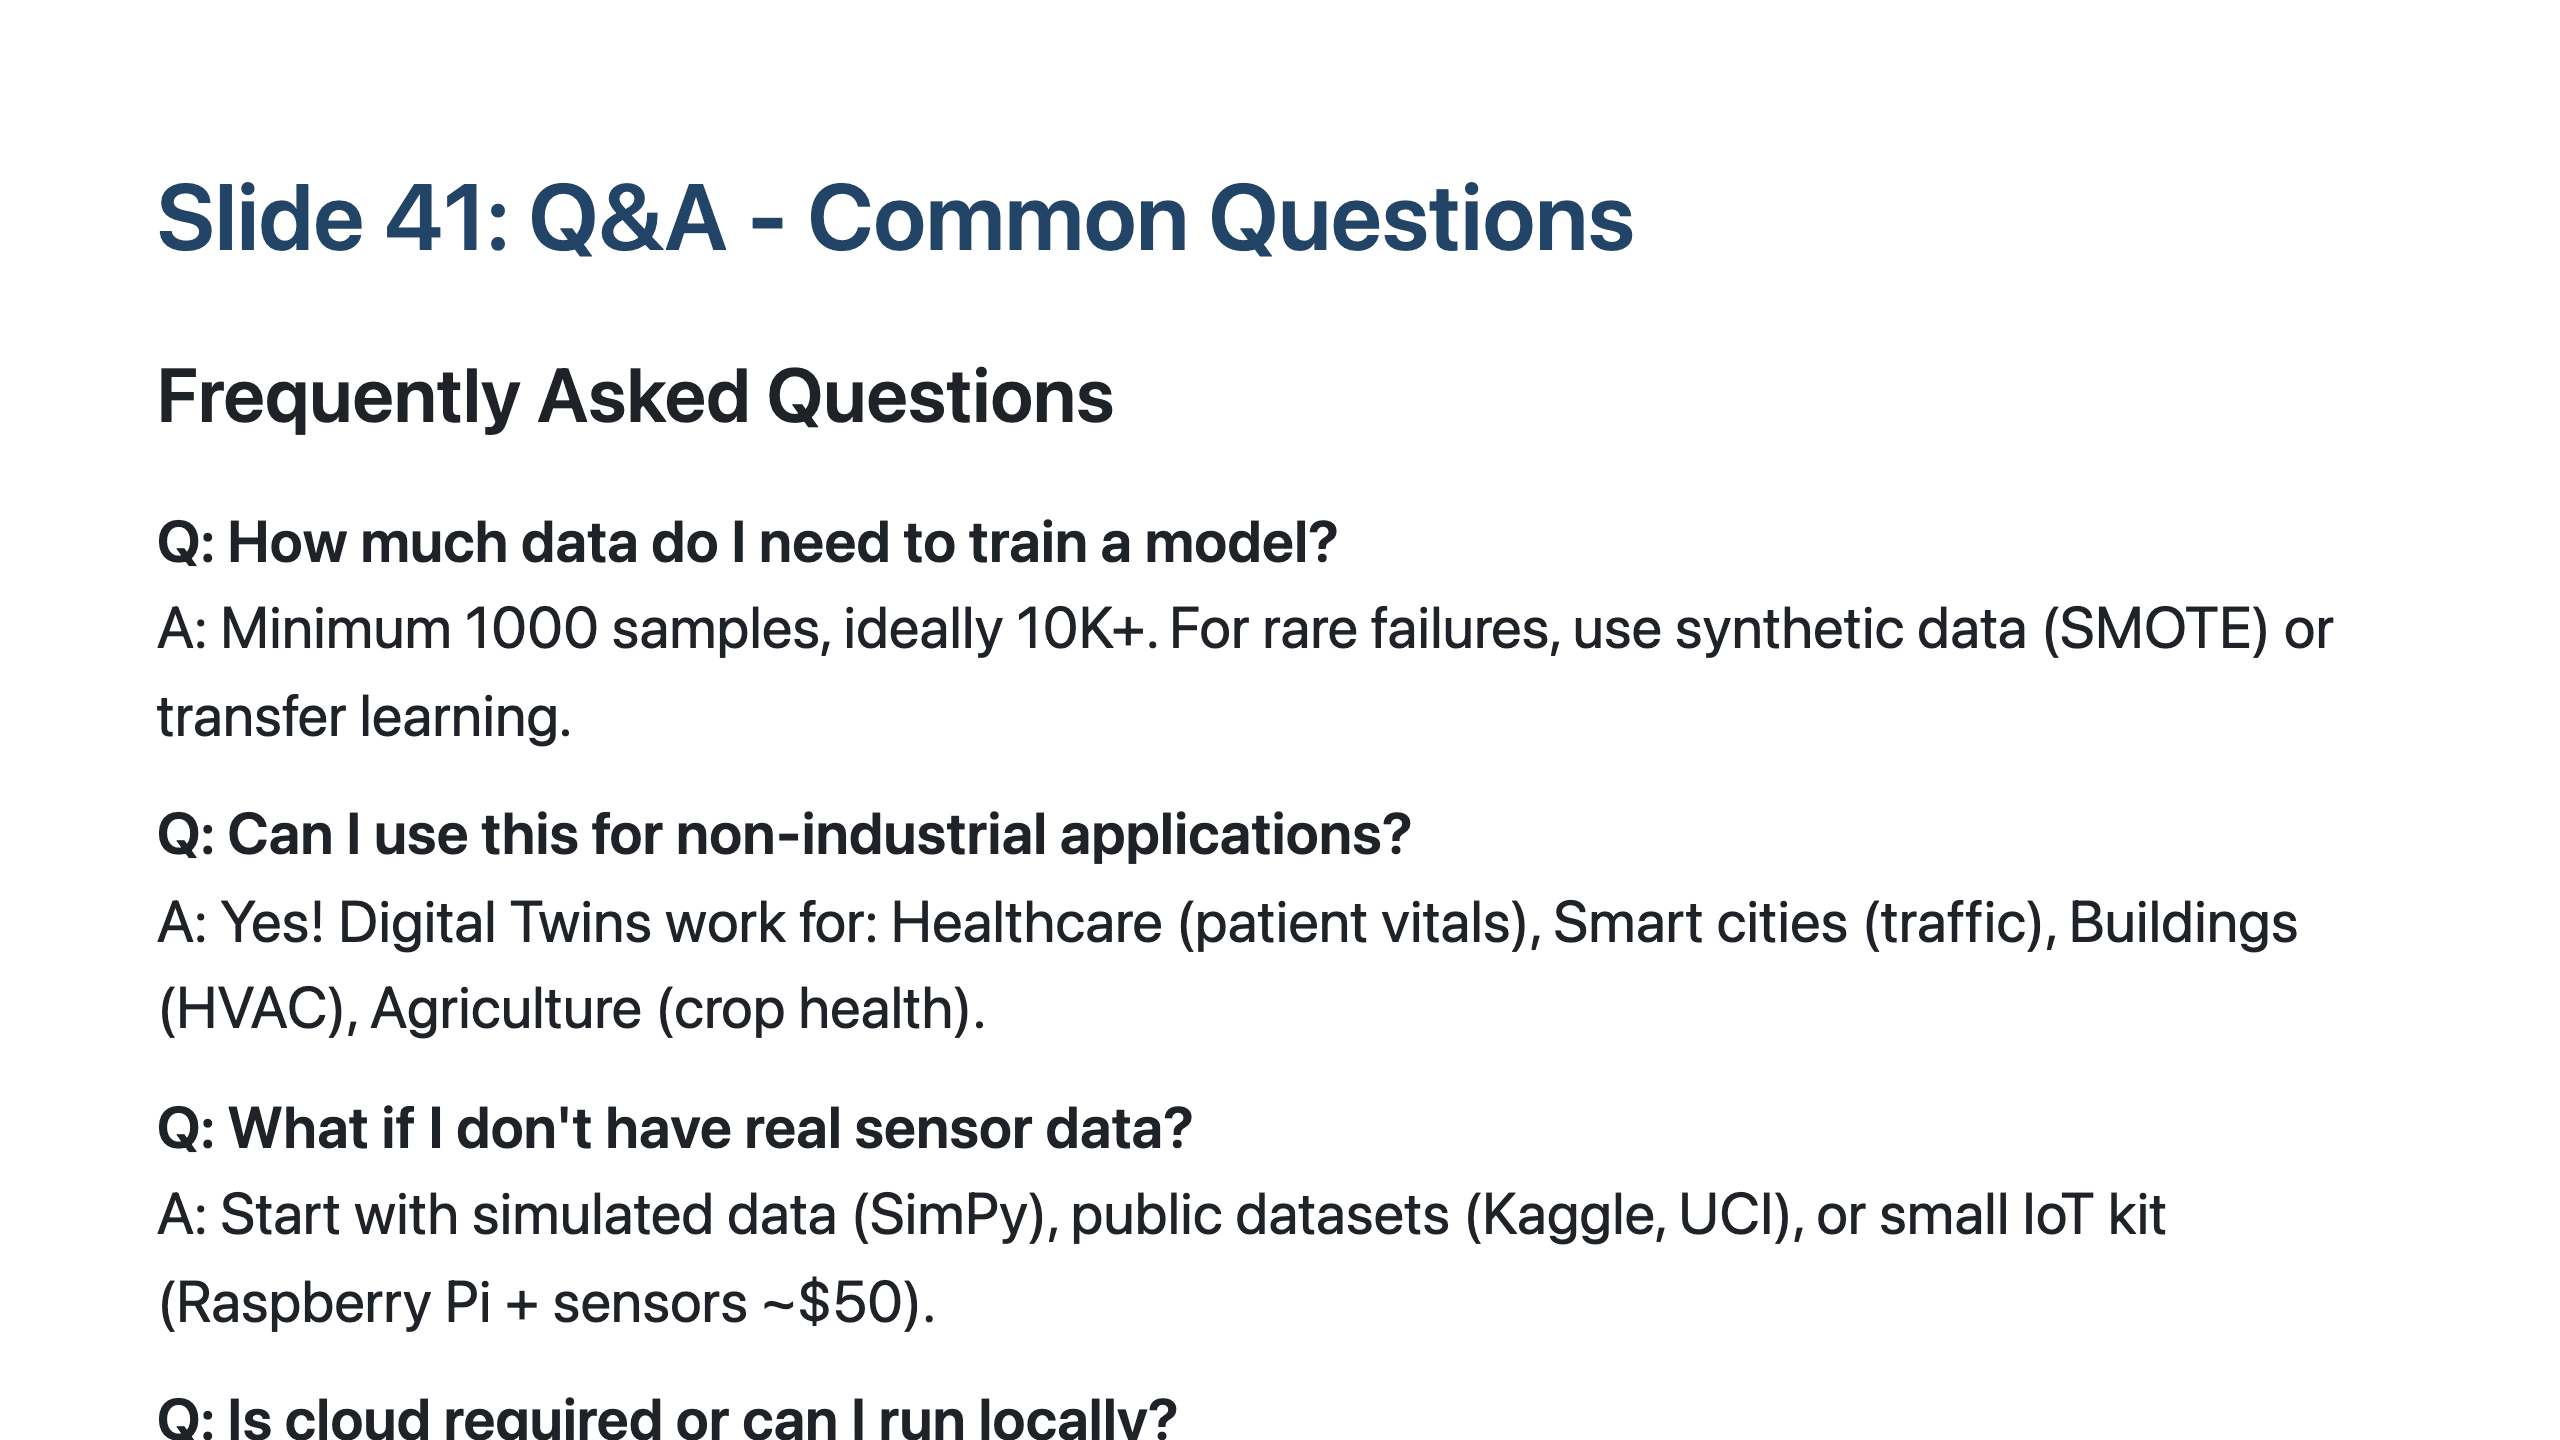 Slide 41: Q&A - Common Questions
Frequently Asked Questions
Q: How much data do I need to train a model?
A: Minimum 1000 samples, ideally 10K+. For rare failures, use synthetic data (SMOTE) or
transfer learning.
Q: Can I use this for non-industrial applications?
A: Yes! Digital Twins work for: Healthcare (patient vitals), Smart cities (traffic), Buildings
(HVAC), Agriculture (crop health).
Q: What if I don't have real sensor data?
A: Start with simulated data (SimPy), public datasets (Kaggle, UCI), or small IoT kit
(Raspberry Pi + sensors ~$50).
Q: Is cloud required or can I run locally?